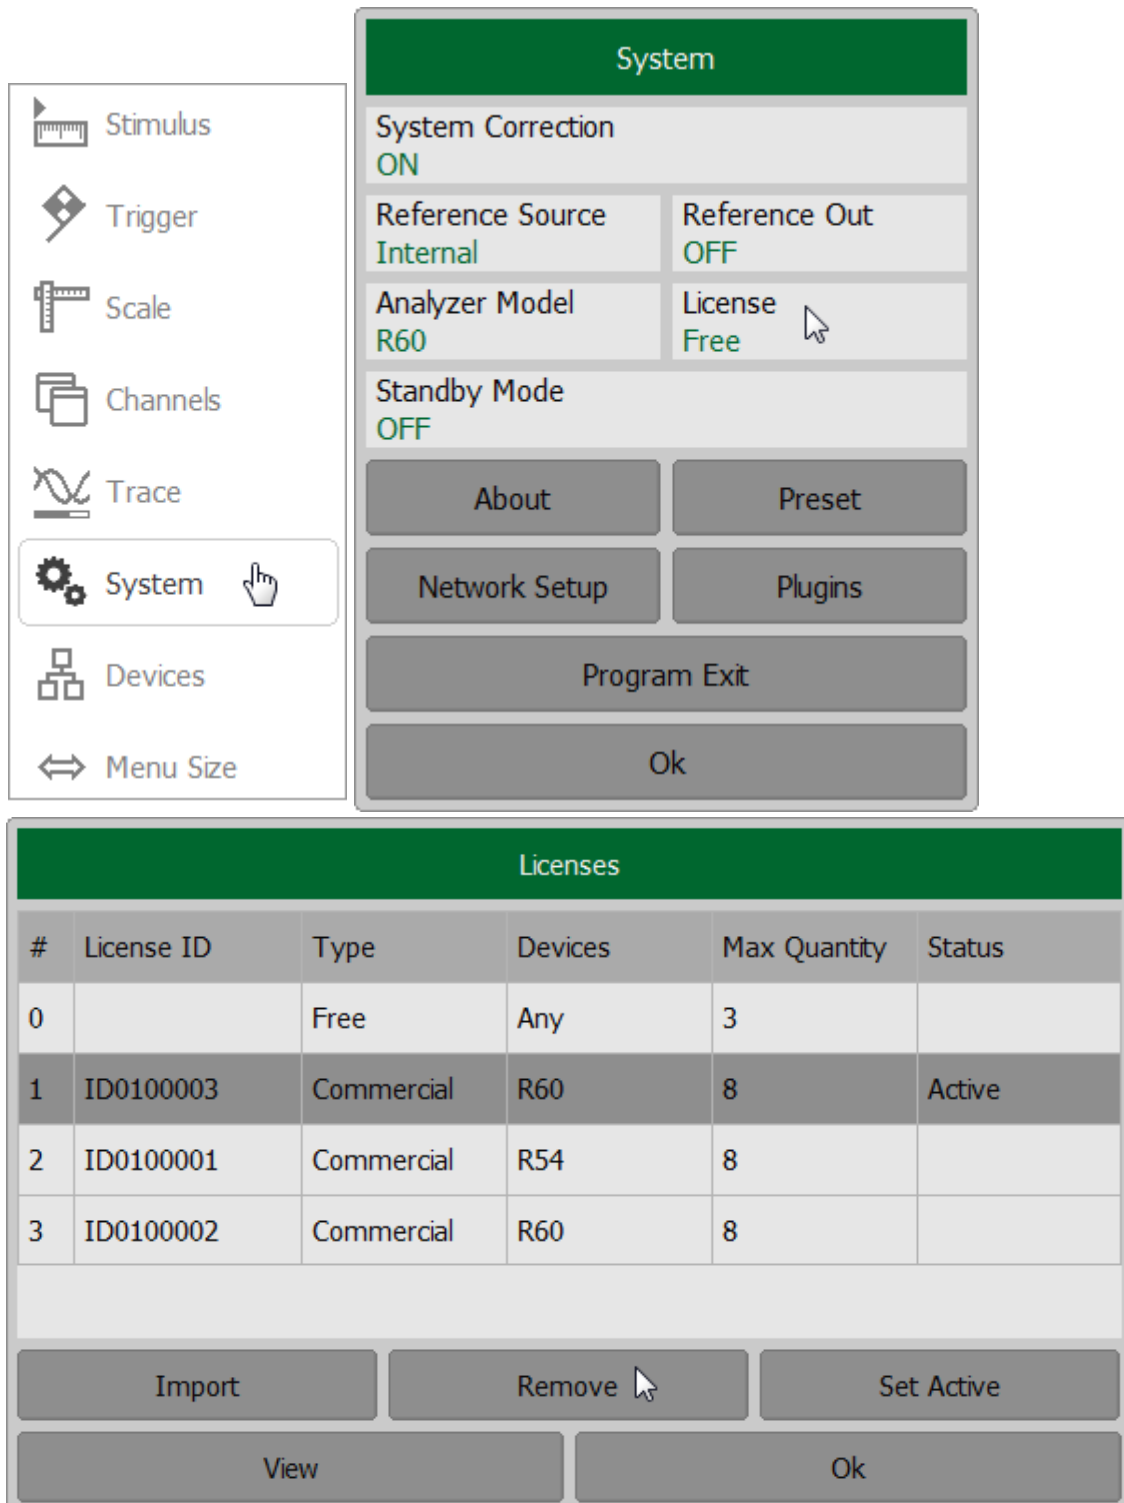 Stimulus
Trigger
Scale
Channels
Trace
System
Devices
Menu Size
System
System Correction
ON
Reference Source Reference Out
Internal OFF
Analyzer Model License
R60 Free
Standby Mode
OFF
About Preset
Network Setup Plugins
Program Exit
Ok
Licenses
# License ID Type Devices Max Quantity Status
0 Free Any 3
1 ID0100003 Commercial R60 8 Active
2 ID0100001 Commercial R54 8
3 ID0100002 Commercial R60 8
Import Remove Set Active
View Ok